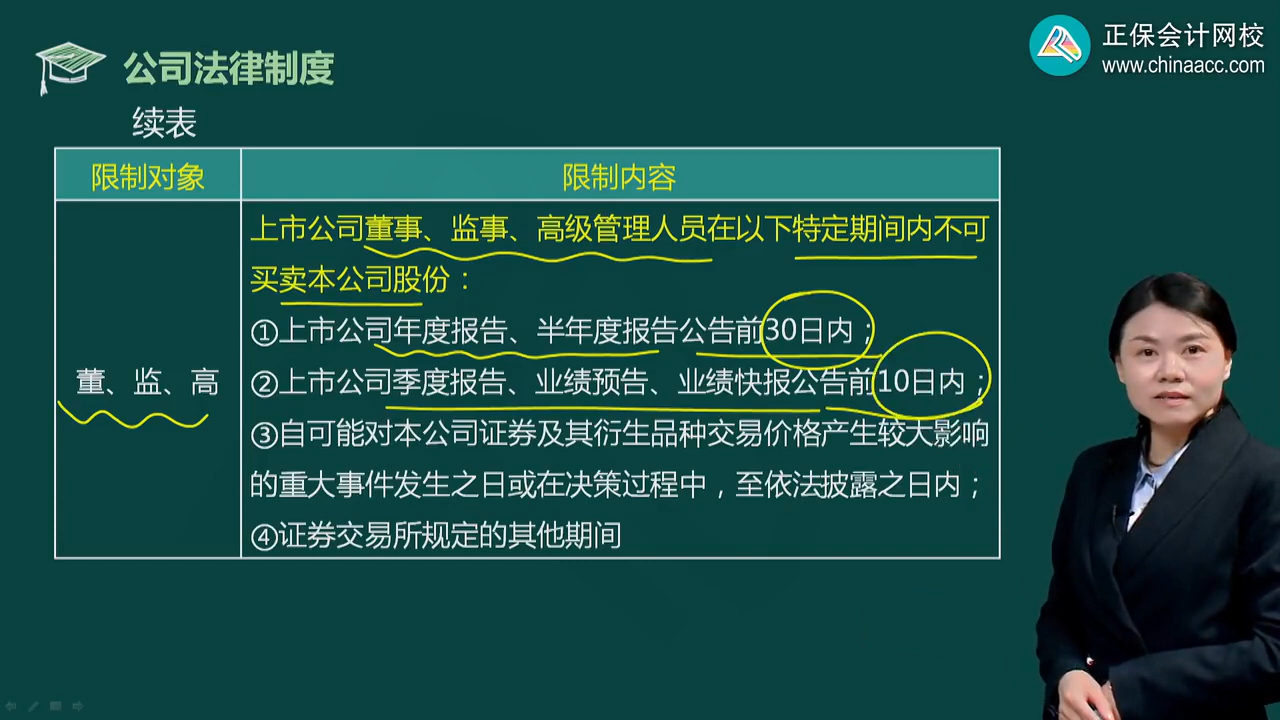 正保会计网校
www.chinaacc.com
公司法律制度
续表
限制对象
限制内容
董、监、高
上市公司董事、监事、高级管理人员在以下特定期间内不可
买卖本公司股份：
①上市公司年度报告、半年度报告公告前30日内；
②上市公司季度报告、业绩预告、业绩快报公告前10日内；
③自可能对本公司证券及其衍生品种交易价格产生较大影响
的重大事件发生之日或在决策过程中，至依法披露之日内；
④证券交易所规定的其他期间